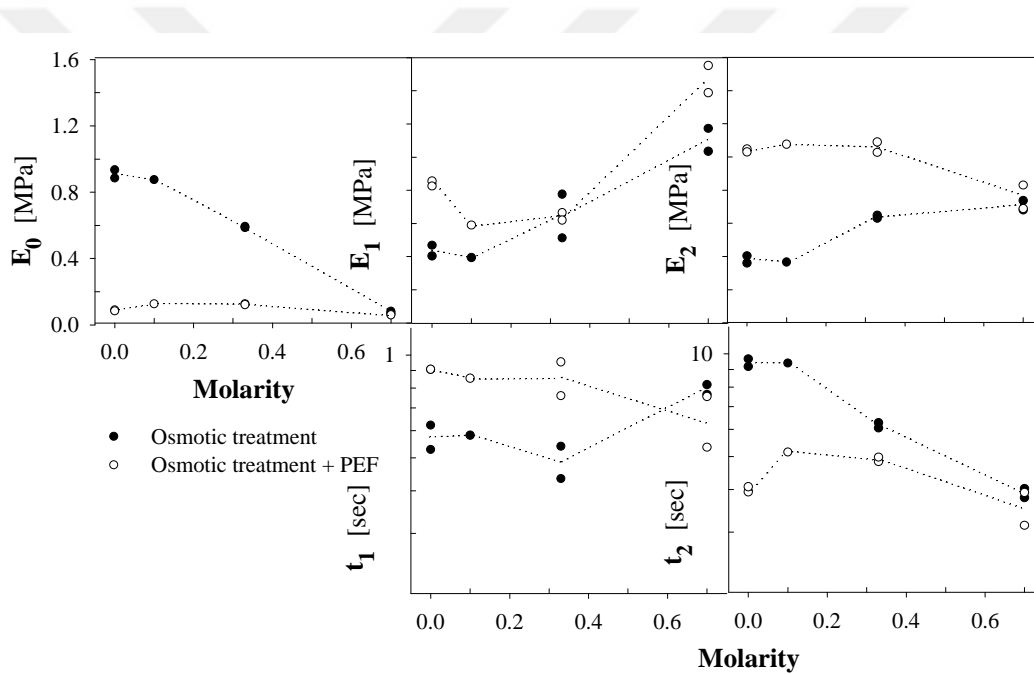 1.6
1.2
0.8
0.4
0.0
E0 [MPa]
E1 [MPa]
E2 [MPa]
0.0 0.2 0.4 0.6
Molarity
Osmotic treatment
Osmotic treatment + PEF
1
t1 [sec]
10
t2 [sec]
0.0 0.2 0.4 0.6
0.0 0.2 0.4 0.6
Molarity